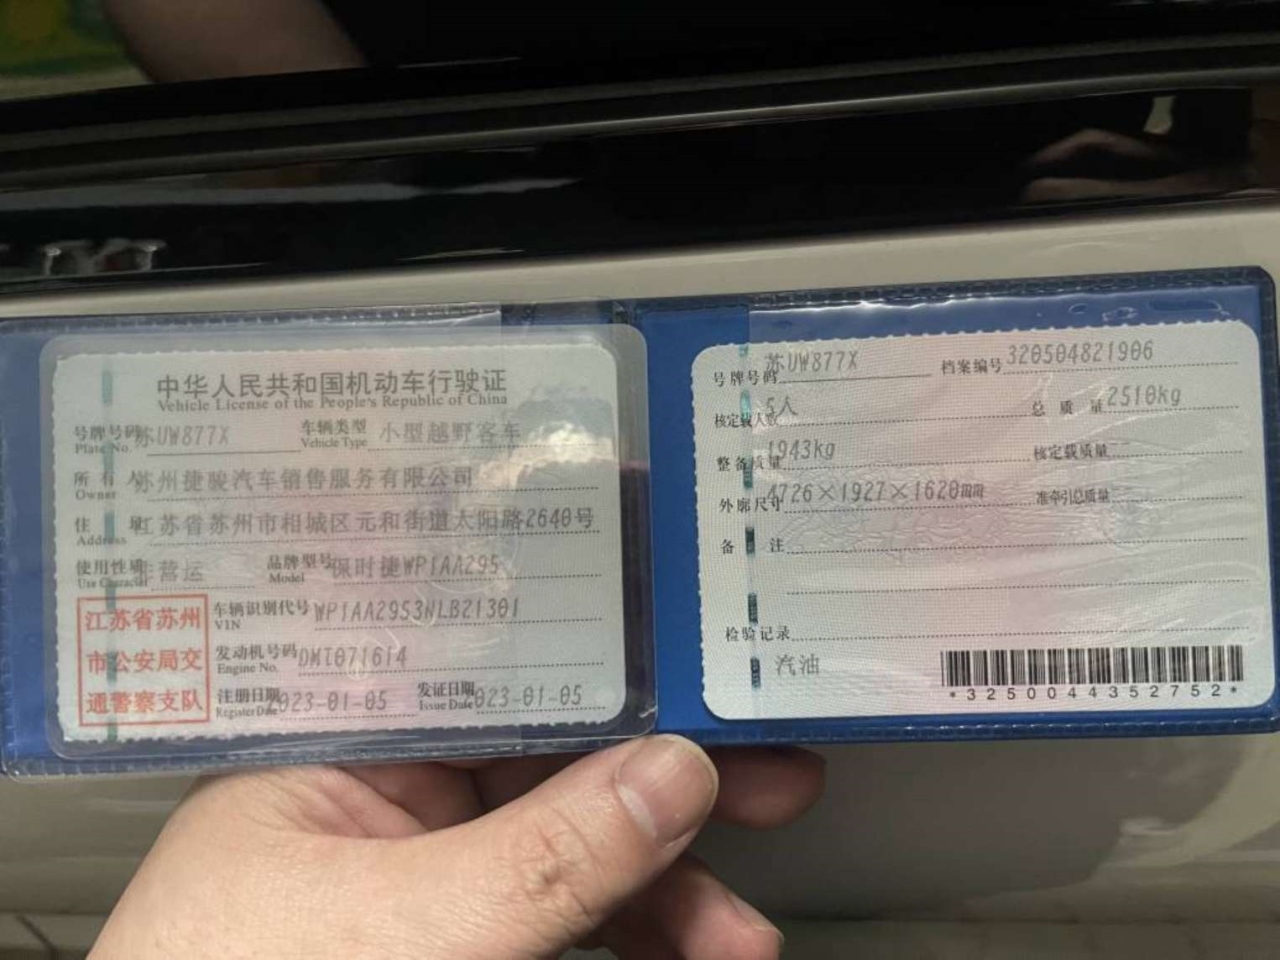 中华人民共和国机动车行驶证
Vehicle License of the People's Republic of China
号牌号码 苏UW877X 车辆类型 小型越野客车
Plate No. Vehicle Type
所有人 苏州捷骏汽车销售服务有限公司
Owner
住址 江苏省苏州市相城区元和街道太阳路2640号
Address
使用性质 非营运 品牌型号 保时捷WP1AA295
Use Character Model
江苏省苏州
市公安局交
通警察支队
车辆识别代号 WP1AA2953NLB21301
VIN
发动机号码 DMT071614
Engine No.
注册日期 2023-01-05 发证日期 2023-01-05
Register Date Issue Date
号牌号码 苏UW877X 档案编号 320504821906
核定载人数 5人 总质量 2510kg
整备质量 1943kg 核定载质量
外廓尺寸 4726×1927×1620mm 准牵引总质量
备注
检验记录
汽油
*3250044352752*